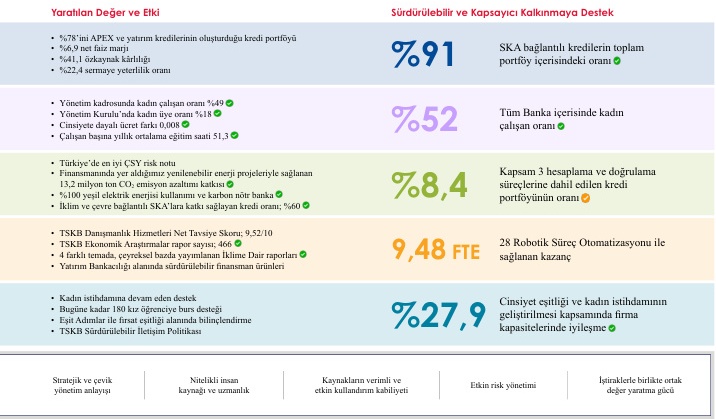 Yaratılan Değer ve Etki
Sürdürülebilir ve Kapsayıcı Kalkınmaya Destek
• %78'ini APEX ve yatırım kredilerinin oluşturduğu kredi portföyü
• %6,9 net faiz marjı
• %41,1 özkaynak kârlılığı
• %22,4 sermaye yeterlilik oranı
%91
SKA bağlantılı kredilerin toplam
portföy içerisindeki oranı
• Yönetim kadrosunda kadın çalışan oranı %49
• Yönetim Kurulu'nda kadın üye oranı %18
• Cinsiyete dayalı ücret farkı 0,008
• Çalışan başına yıllık ortalama eğitim saati 51,3
%52
Tüm Banka içerisinde kadın
çalışan oranı
• Türkiye'de en iyi ÇSY risk notu
• Finansmanında yer aldığımız yenilenebilir enerji projeleriyle sağlanan
13,2 milyon ton CO₂ emisyon azaltımı katkısı
• %100 yeşil elektrik enerjisi kullanımı ve karbon nötr banka
• İklim ve çevre bağlantılı SKA'lara katkı sağlayan kredi oranı; %60
%8,4
Kapsam 3 hesaplama ve doğrulama
süreçlerine dahil edilen kredi
portföyünün oranı
• TSKB Danışmanlık Hizmetleri Net Tavsiye Skoru; 9,52/10
• TSKB Ekonomik Araştırmalar rapor sayısı; 466
• 4 farklı temada, çeyreksel bazda yayımlanan İklime Dair raporları
• Yatırım Bankacılığı alanında sürdürülebilir finansman ürünleri
9,48 FTE
28 Robotik Süreç Otomatizasyonu ile
sağlanan kazanç
• Kadın istihdamına devam eden destek
• Bugüne kadar 180 kız öğrenciye burs desteği
• Eşit Adımlar ile fırsat eşitliği alanında bilinçlendirme
• TSKB Sürdürülebilir İletişim Politikası
%27,9
Cinsiyet eşitliği ve kadın istihdamının
geliştirilmesi kapsamında firma
kapasitelerinde iyileşme
Stratejik ve çevik
yönetim anlayışı
Nitelikli insan
kaynağı ve uzmanlık
Kaynakların verimli ve
etkin kullandırım kabiliyeti
Etkin risk yönetimi
İştiraklerle birlikte ortak
değer yaratma gücü